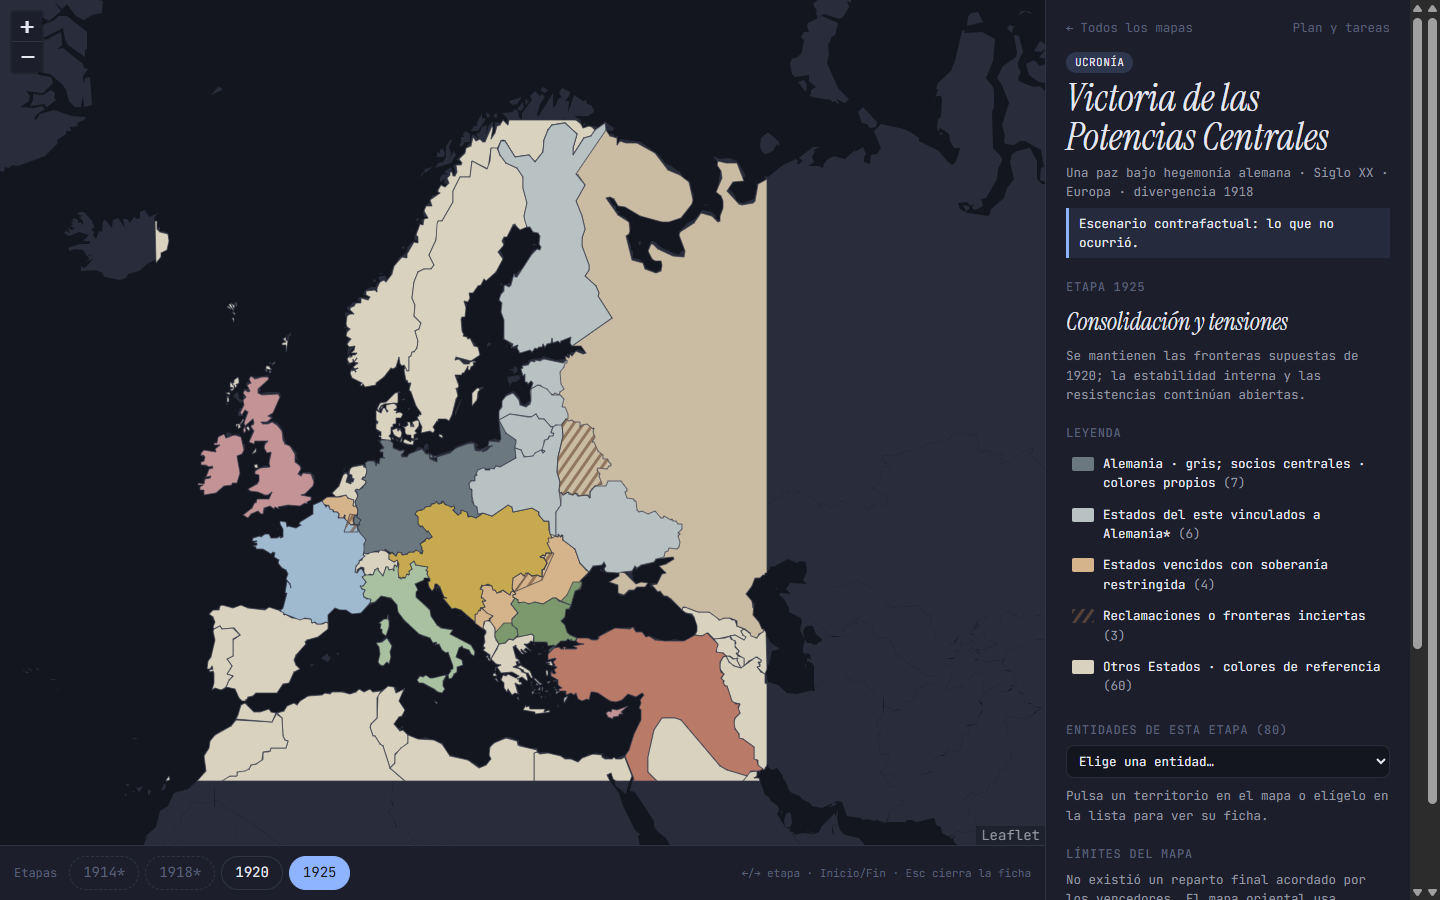 +
−
← Todos los mapas
Plan y tareas
UCRONÍA
Victoria de las
Potencias Centrales
Una paz bajo hegemonía alemana · Siglo XX ·
Europa · divergencia 1918
Escenario contrafactual: lo que no
ocurrió.
ETAPA 1925
Consolidación y tensiones
Se mantienen las fronteras supuestas de
1920; la estabilidad interna y las
resistencias continúan abiertas.
LEYENDA
Alemania · gris; socios centrales ·
colores propios (7)
Estados del este vinculados a
Alemania* (6)
Estados vencidos con soberanía
restringida (4)
Reclamaciones o fronteras inciertas
(3)
Otros Estados · colores de referencia
(60)
ENTIDADES DE ESTA ETAPA (80)
Elige una entidad…
Pulsa un territorio en el mapa o elígelo en
la lista para ver su ficha.
LÍMITES DEL MAPA
No existió un reparto final acordado por
los vencedores. El mapa oriental usa
Leaflet
Etapas 1914* 1918* 1920 1925
←/→ etapa · Inicio/Fin · Esc cierra la ficha